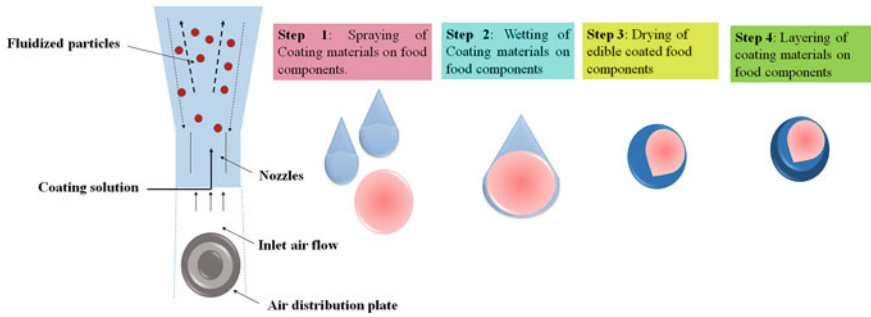 Fluidized particles
Coating solution
Nozzles
Inlet air flow
Air distribution plate
Step 1: Spraying of
Coating materials on food
components.
Step 2: Wetting of
Coating materials on
food components
Step 3: Drying of
edible coated food
components
Step 4: Layering of
coating materials on
food components